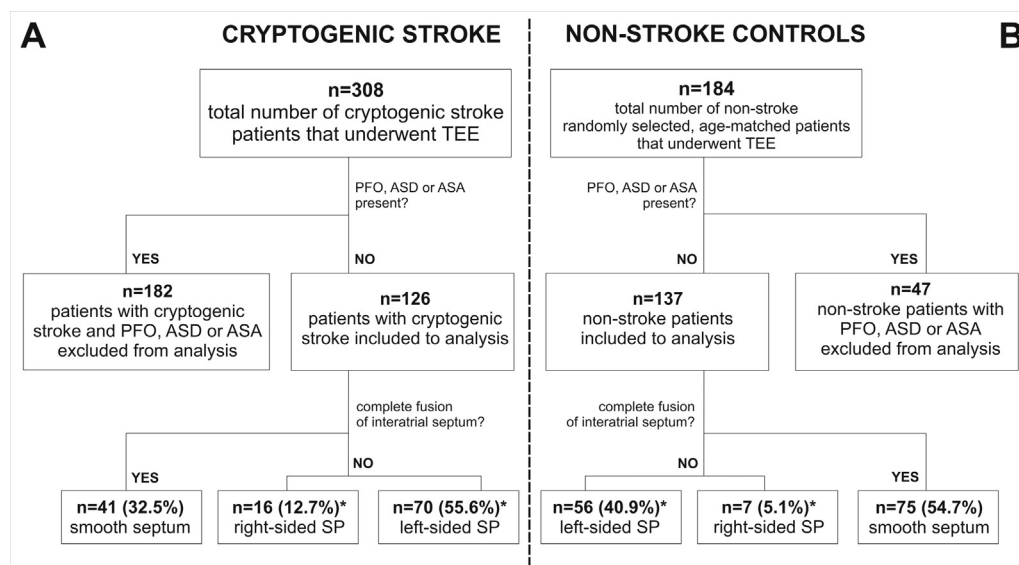 A
CRYPTOGENIC STROKE
n=308
total number of cryptogenic stroke
patients that underwent TEE
PFO, ASD or ASA
present?
YES
NO
n=182
patients with cryptogenic
stroke and PFO, ASD or ASA
excluded from analysis
n=126
patients with cryptogenic
stroke included to analysis
complete fusion
of interatrial septum?
YES
NO
n=41 (32.5%)
smooth septum
n=16 (12.7%)*
right-sided SP
n=70 (55.6%)*
left-sided SP
NON-STROKE CONTROLS
B
n=184
total number of non-stroke
randomly selected, age-matched patients
that underwent TEE
PFO, ASD or ASA
present?
NO
YES
n=137
non-stroke patients
included to analysis
n=47
non-stroke patients with
PFO, ASD or ASA
excluded from analysis
complete fusion
of interatrial septum?
NO
YES
n=56 (40.9%)*
left-sided SP
n=7 (5.1%)*
right-sided SP
n=75 (54.7%)
smooth septum